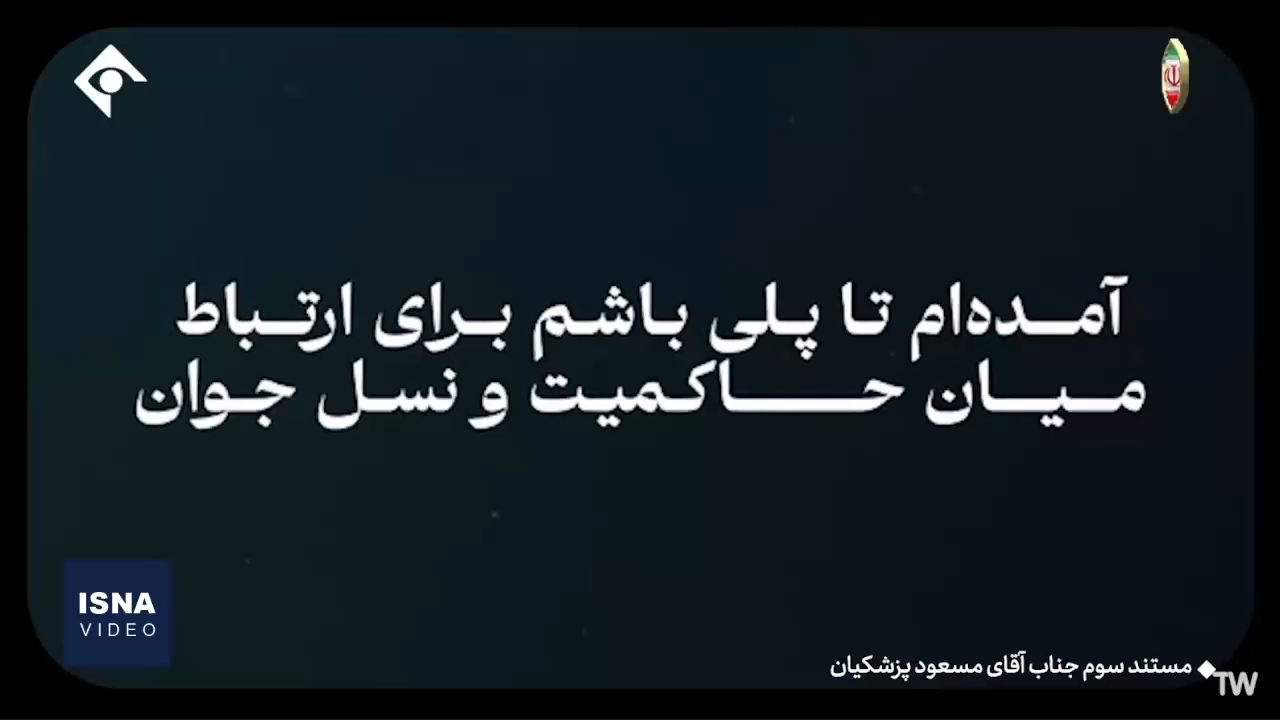 آمده‌ام تا پلی باشم برای ارتباط
میان حاکمیت و نسل جوان
ISNA
VIDEO
مستند سوم جناب آقای مسعود پزشکیان
TW